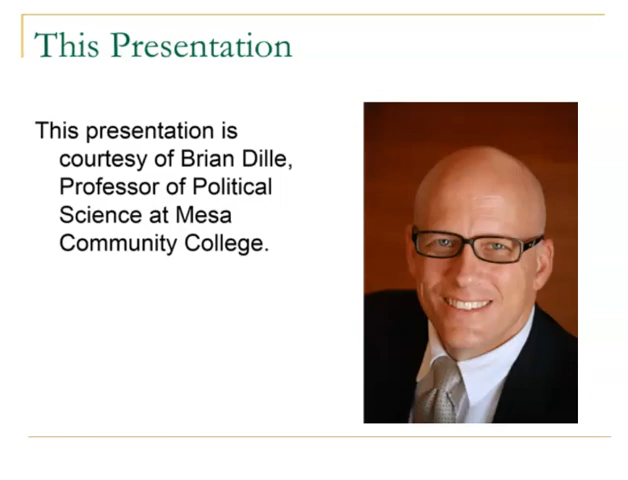 This Presentation
This presentation is
courtesy of Brian Dille,
Professor of Political
Science at Mesa
Community College.